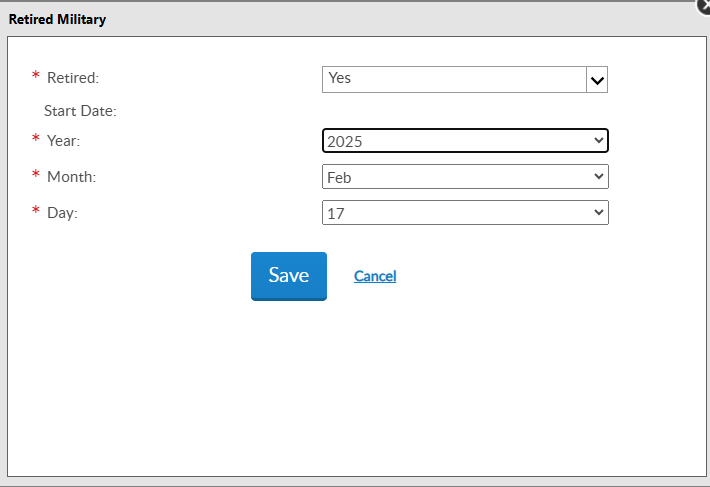 Retired Military
* Retired: Yes
Start Date:
* Year: 2025
* Month: Feb
* Day: 17
Save Cancel